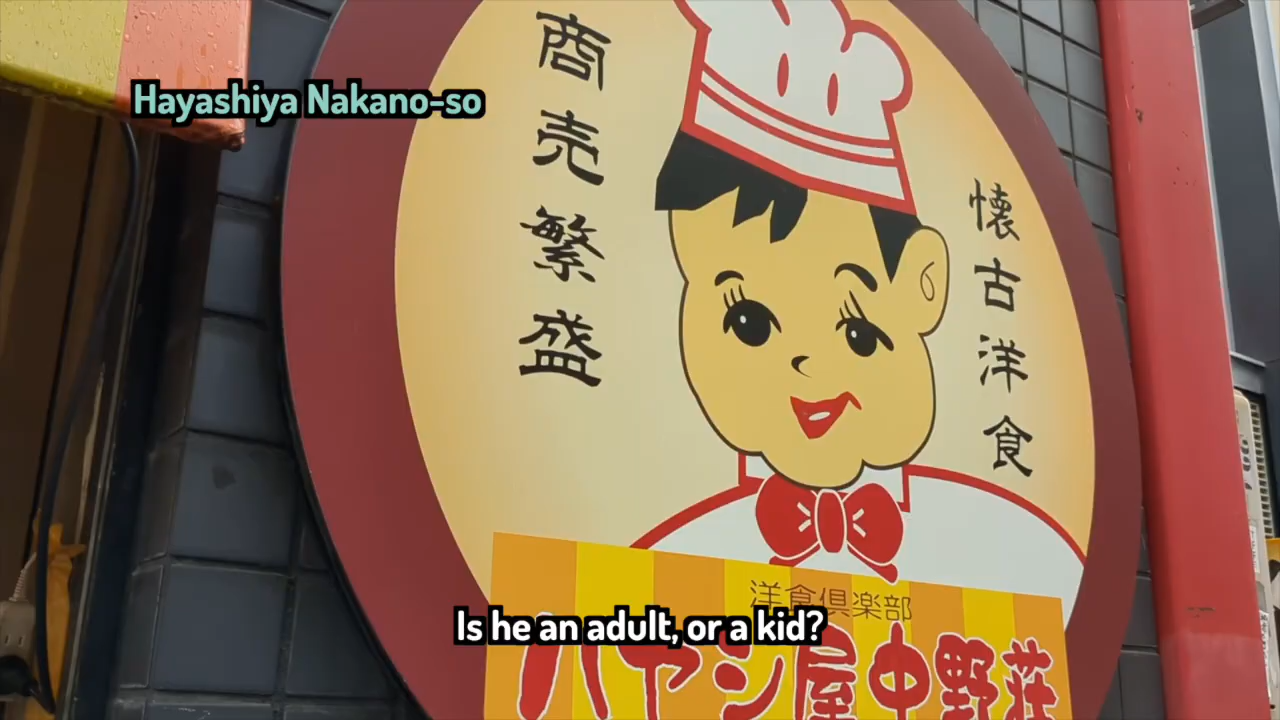 Hayashiya Nakano-so
商売繁盛
懐古洋食
洋食倶楽部
ハヤシ屋中野荘
Is he an adult, or a kid?